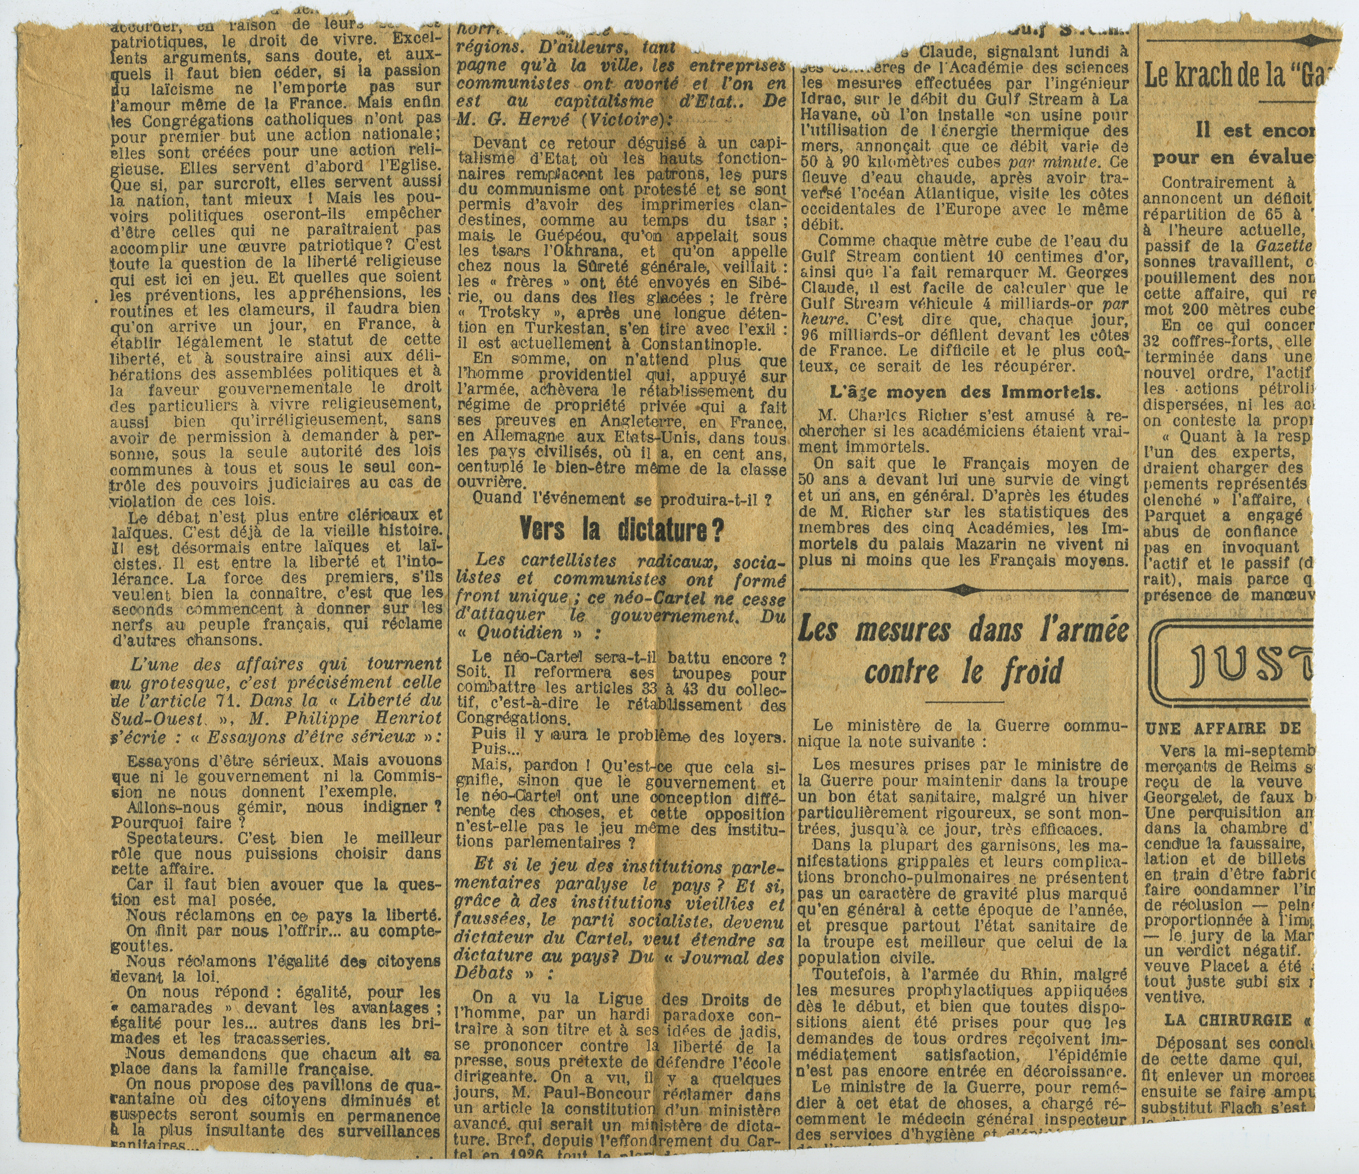 accorder, en raison de leurs
patriotiques, le droit de vivre. Excel-
lents arguments, sans doute, et aux-
quels il faut bien céder, si la passion
du laïcisme ne l'emporte pas sur
l'amour même de la France. Mais enfin
les Congrégations catholiques n'ont pas
pour premier but une action nationale;
elles sont créées pour une action reli-
gieuse. Elles servent d'abord l'Eglise.
Que si, par surcroît, elles servent aussi
la nation, tant mieux ! Mais les pou-
voirs politiques oseront-ils empêcher
d'être celles qui ne paraîtraient pas
accomplir une œuvre patriotique? C'est
toute la question de la liberté religieuse
qui est ici en jeu. Et quelles que soient
les préventions, les appréhensions, les
routines et les clameurs, il faudra bien
qu'on arrive un jour, en France, à
établir légalement le statut de cette
liberté, et à soustraire ainsi aux déli-
bérations des assemblées politiques et à
la faveur gouvernementale le droit
des particuliers à vivre religieusement,
aussi bien qu'irréligieusement, sans
avoir de permission à demander à per-
sonne, sous la seule autorité des lois
communes à tous et sous le seul con-
trôle des pouvoirs judiciaires au cas de
violation de ces lois.
Le débat n'est plus entre cléricaux et
laïques. C'est déjà de la vieille histoire.
Il est désormais entre laïques et laï-
cistes. Il est entre la liberté et l'into-
lérance. La force des premiers, s'ils
veulent bien la connaître, c'est que les
seconds commencent à donner sur les
nerfs au peuple français, qui réclame
d'autres chansons.
L'une des affaires qui tournent
au grotesque, c'est précisément celle
de l'article 71. Dans la « Liberté du
Sud-Ouest », M. Philippe Henriot
s'écrie : « Essayons d'être sérieux »:
Essayons d'être sérieux. Mais avouons
que ni le gouvernement ni la Commis-
sion ne nous donnent l'exemple.
Allons-nous gémir, nous indigner ?
Pourquoi faire ?
Spectateurs. C'est bien le meilleur
rôle que nous puissions choisir dans
cette affaire.
Car il faut bien avouer que la ques-
tion est mal posée.
Nous réclamons en ce pays la liberté.
On finit par nous l'offrir... au compte-
gouttes.
Nous réclamons l'égalité des citoyens
devant la loi.
On nous répond : égalité, pour les
« camarades » devant les avantages ;
égalité pour les... autres dans les bri-
mades et les tracasseries.
Nous demandons que chacun ait sa
place dans la famille française.
On nous propose des pavillons de qua-
rantaine où des citoyens diminués et
suspects seront soumis en permanence
à la plus insultante des surveillances
sanitaires...
régions. D'ailleurs, tant
pagne qu'à la ville, les entreprises
communistes ont avorté et l'on en
est au capitalisme d'Etat.. De
M. G. Hervé (Victoire):
Devant ce retour déguisé à un capi-
talisme d'Etat où les hauts fonction-
naires remplacent les patrons, les purs
du communisme ont protesté et se sont
permis d'avoir des imprimeries clan-
destines, comme au temps du tsar ;
mais le Guépéou, qu'on appelait sous
les tsars l'Okhrana, et qu'on appelle
chez nous la Sûreté générale, veillait :
les « frères » ont été envoyés en Sibé-
rie, ou dans des îles glacées ; le frère
« Trotsky », après une longue déten-
tion en Turkestan, s'en tire avec l'exil :
il est actuellement à Constantinople.
En somme, on n'attend plus que
l'homme providentiel qui, appuyé sur
l'armée, achèvera le rétablissement du
régime de propriété privée qui a fait
ses preuves en Angleterre, en France,
en Allemagne aux Etats-Unis, dans tous
les pays civilisés, où il a, en cent ans,
centuplé le bien-être même de la classe
ouvrière.
Quand l'événement se produira-t-il ?
Vers la dictature ?
Les cartellistes radicaux, socia-
listes et communistes ont formé
front unique ; ce néo-Cartel ne cesse
d'attaquer le gouvernement. Du
« Quotidien » :
Le néo-Cartel sera-t-il battu encore ?
Soit. Il reformera ses troupes pour
combattre les articles 33 à 43 du collec-
tif, c'est-à-dire le rétablissement des
Congrégations.
Puis il y aura le problème des loyers.
Puis...
Mais, pardon ! Qu'est-ce que cela si-
gnifie, sinon que le gouvernement et
le néo-Cartel ont une conception diffé-
rente des choses, et cette opposition
n'est-elle pas le jeu même des institu-
tions parlementaires ?
Et si le jeu des institutions parle-
mentaires paralyse le pays ? Et si,
grâce à des institutions vieillies et
faussées, le parti socialiste, devenu
dictateur du Cartel, veut étendre sa
dictature au pays? Du « Journal des
Débats » :
On a vu la Ligue des Droits de
l'homme, par un hardi paradoxe con-
traire à son titre et à ses idées de jadis,
se prononcer contre la liberté de la
presse, sous prétexte de défendre l'école
dirigeante. On a vu, il y a quelques
jours, M. Paul-Boncour réclamer dans
un article la constitution d'un ministère
avancé, qui serait un ministère de dicta-
ture. Bref, depuis l'effondrement du Car-
tel en 1926, tout le
Gulf Stream.
Claude, signalant lundi à
de l'Académie des sciences
les mesures effectuées par l'ingénieur
Idrac, sur le débit du Gulf Stream à La
Havane, où l'on installe son usine pour
l'utilisation de l'énergie thermique des
mers, annonçait que ce débit varie de
50 à 90 kilomètres cubes par minute. Ce
fleuve d'eau chaude, après avoir tra-
versé l'océan Atlantique, visite les côtes
occidentales de l'Europe avec le même
débit.
Comme chaque mètre cube de l'eau du
Gulf Stream contient 10 centimes d'or,
ainsi que l'a fait remarquer M. Georges
Claude, il est facile de calculer que le
Gulf Stream véhicule 4 milliards-or par
heure. C'est dire que, chaque jour,
96 milliards-or défilent devant les côtes
de France. Le difficile et le plus coû-
teux, ce serait de les récupérer.
L'âge moyen des Immortels.
M. Charles Richer s'est amusé à re-
chercher si les académiciens étaient vrai-
ment immortels.
On sait que le Français moyen de
50 ans a devant lui une survie de vingt
et un ans, en général. D'après les études
de M. Richer sur les statistiques des
membres des cinq Académies, les Im-
mortels du palais Mazarin ne vivent ni
plus ni moins que les Français moyens.
Les mesures dans l'armée
contre le froid
Le ministère de la Guerre commu-
nique la note suivante :
Les mesures prises par le ministre de
la Guerre pour maintenir dans la troupe
un bon état sanitaire, malgré un hiver
particulièrement rigoureux, se sont mon-
trées, jusqu'à ce jour, très efficaces.
Dans la plupart des garnisons, les ma-
nifestations grippales et leurs complica-
tions broncho-pulmonaires ne présentent
pas un caractère de gravité plus marqué
qu'en général à cette époque de l'année,
et presque partout l'état sanitaire de
la troupe est meilleur que celui de la
population civile.
Toutefois, à l'armée du Rhin, malgré
les mesures prophylactiques appliquées
dès le début, et bien que toutes dispo-
sitions aient été prises pour que les
demandes de tous ordres reçoivent im-
médiatement satisfaction, l'épidémie
n'est pas encore entrée en décroissance.
Le ministre de la Guerre, pour remé-
dier à cet état de choses, a chargé ré-
cemment le médecin général inspecteur
des services d'hygiène et
Le krach de la "Ga
Il est encor
pour en évalue
Contrairement à
annoncent un déficit
répartition de 65 à
à l'heure actuelle,
passif de la Gazette
sonnes travaillent, c
pouillement des non
cette affaire, qui re
mot 200 mètres cube
En ce qui concer
32 coffres-forts, elle
terminée dans une
nouvel ordre, l'actif
les actions pétroli
dispersées, ni les ac
on conteste la propr
« Quant à la resp
l'un des experts,
draient charger des
pements représentés
clenché » l'affaire,
Parquet a engagé
abus de confiance
pas en invoquant
l'actif et le passif (d
rait), mais parce q
présence de manœuv
JUST
UNE AFFAIRE DE
Vers la mi-septemb
merçants de Reims s
reçu de la veuve
Georgelet, de faux b
Une perquisition an
dans la chambre d'
cendue la faussaire,
lation et de billets
en train d'être fabric
faire condamner l'in
de réclusion — pein
proportionnée à l'imp
— le jury de la Mar
un verdict négatif.
veuve Placet a été
tout juste subi six
ventive.
LA CHIRURGIE «
Déposant ses concl
de cette dame qui,
fit enlever un morcea
ensuite se faire ampu
substitut Flach s'est